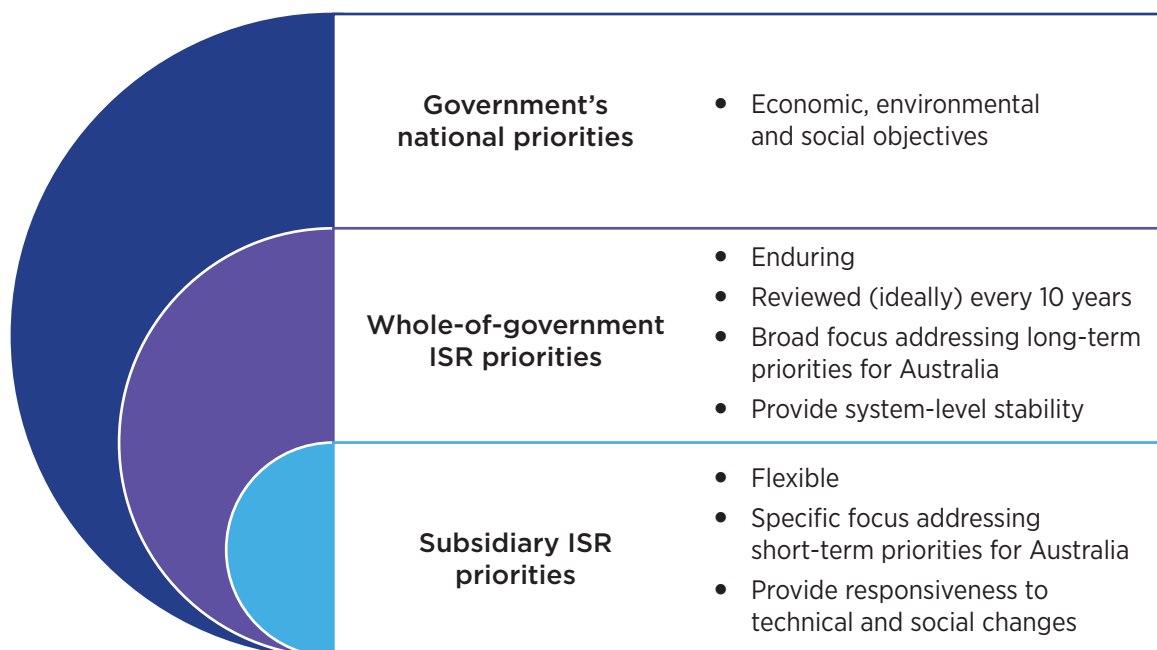 Government's
national priorities
• Economic, environmental
and social objectives
Whole-of-government
ISR priorities
• Enduring
• Reviewed (ideally) every 10 years
• Broad focus addressing long-term
priorities for Australia
• Provide system-level stability
Subsidiary ISR
priorities
• Flexible
• Specific focus addressing
short-term priorities for Australia
• Provide responsiveness to
technical and social changes